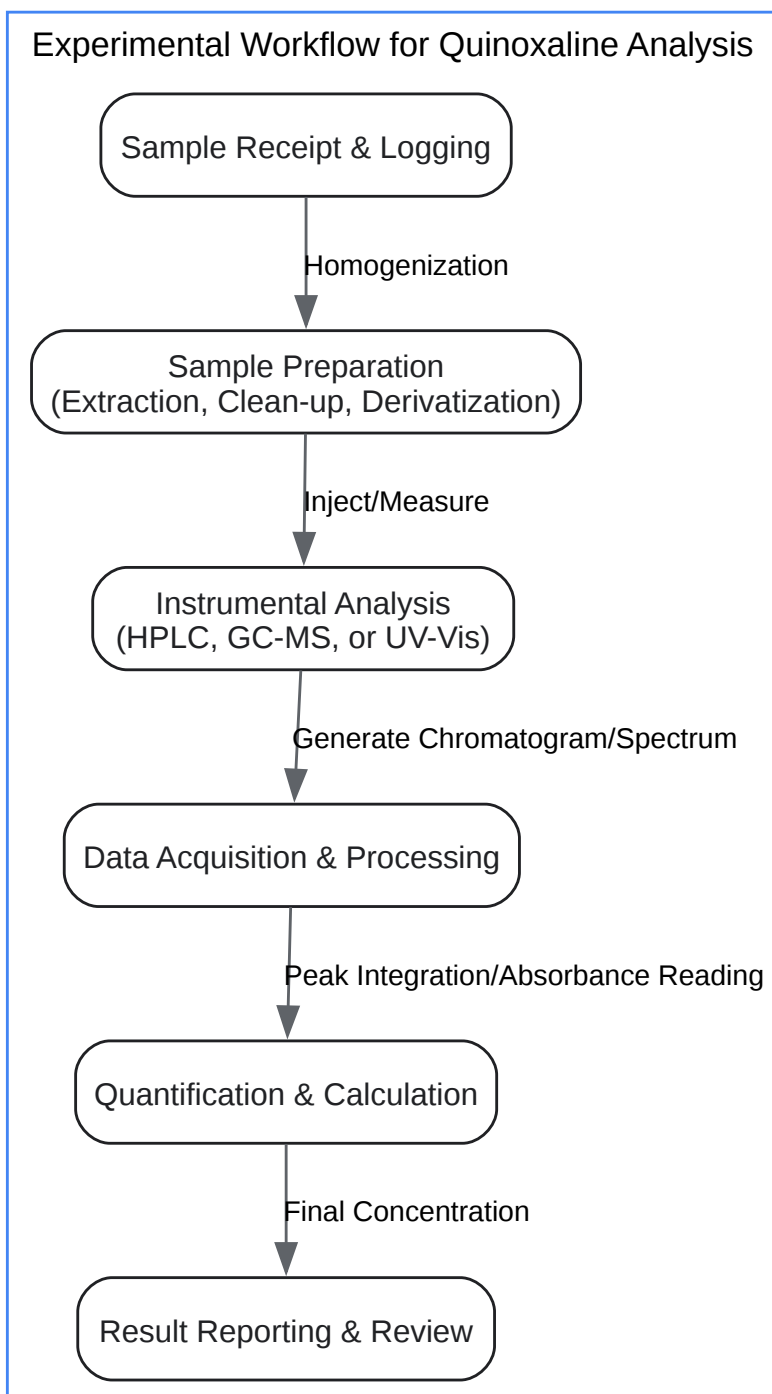 Experimental Workflow for Quinoxaline Analysis
Sample Receipt & Logging
Homogenization
Sample Preparation
(Extraction, Clean-up, Derivatization)
Inject/Measure
Instrumental Analysis
(HPLC, GC-MS, or UV-Vis)
Generate Chromatogram/Spectrum
Data Acquisition & Processing
Peak Integration/Absorbance Reading
Quantification & Calculation
Final Concentration
Result Reporting & Review